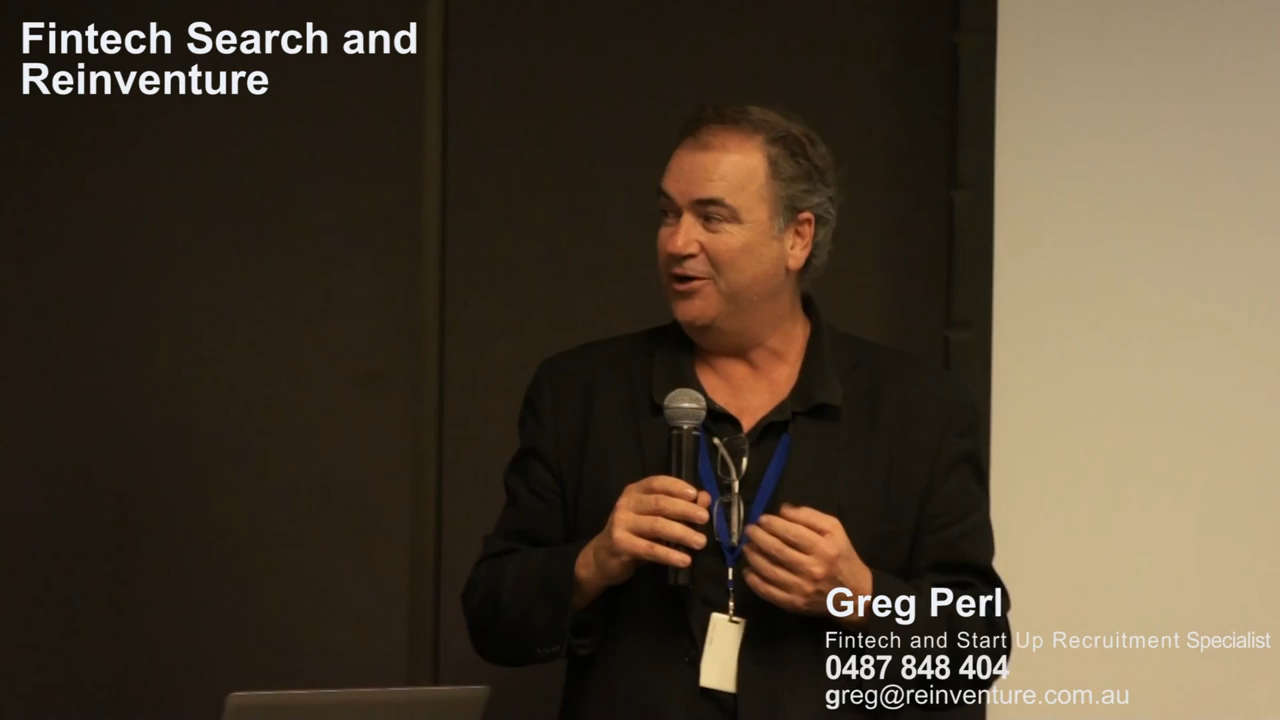 Fintech Search and
Reinventure
Greg Perl
Fintech and Start Up Recruitment Specialist
0487 848 404
greg@reinventure.com.au